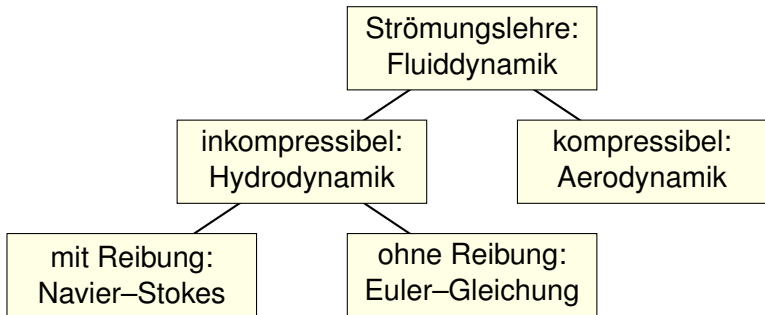 Strömungslehre:
Fluiddynamik
inkompressibel:
Hydrodynamik
kompressibel:
Aerodynamik
mit Reibung:
Navier–Stokes
ohne Reibung:
Euler–Gleichung